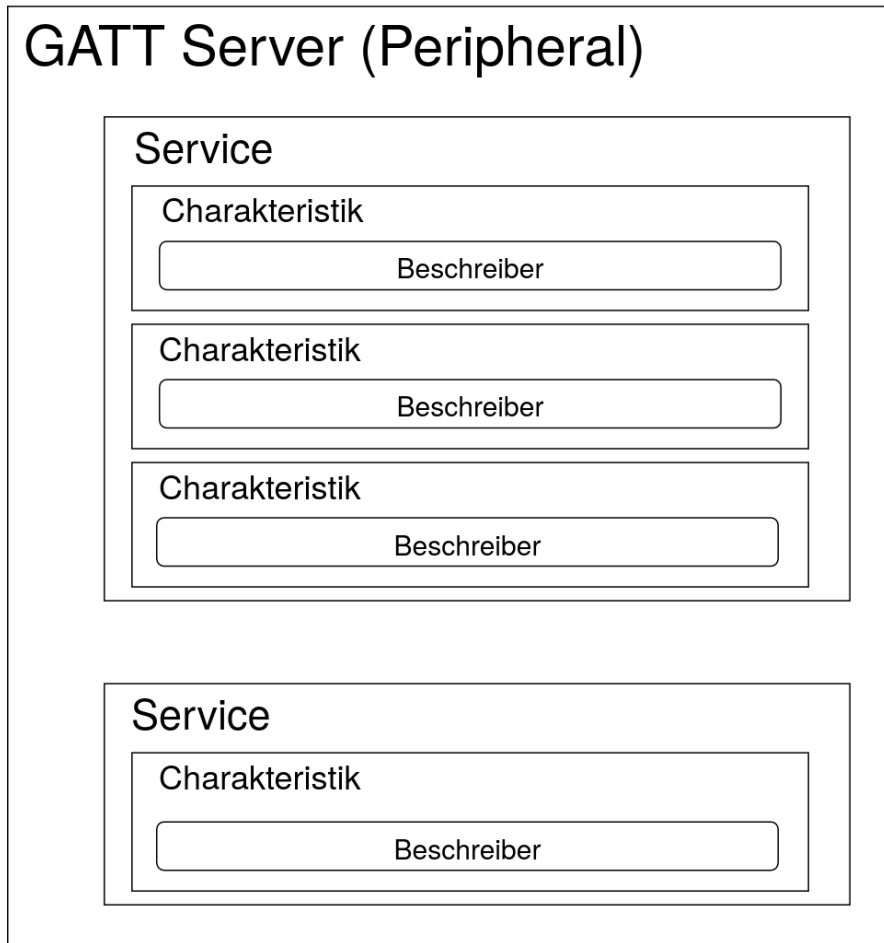 GATT Server (Peripheral)
Service
Charakteristik
Beschreiber
Charakteristik
Beschreiber
Charakteristik
Beschreiber
Service
Charakteristik
Beschreiber